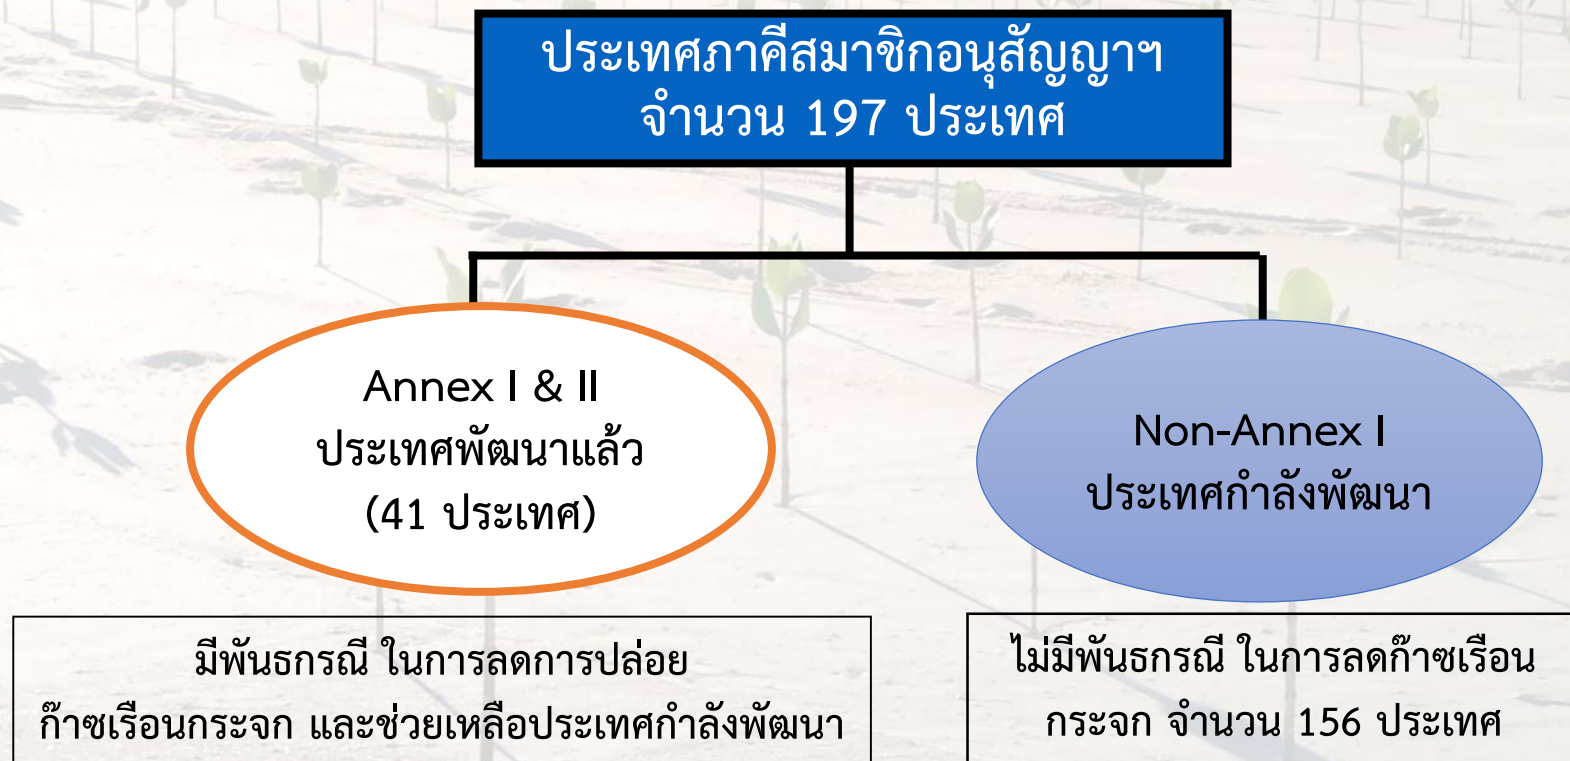 ประเทศภาคีสมาชิกอนุสัญญาฯ
จำนวน 197 ประเทศ
Annex I & II
ประเทศพัฒนาแล้ว
(41 ประเทศ)
Non-Annex I
ประเทศกำลังพัฒนา
มีพันธกรณี ในการลดการปล่อย
ก๊าซเรือนกระจก และช่วยเหลือประเทศกำลังพัฒนา
ไม่มีพันธกรณี ในการลดก๊าซเรือน
กระจก จำนวน 156 ประเทศ